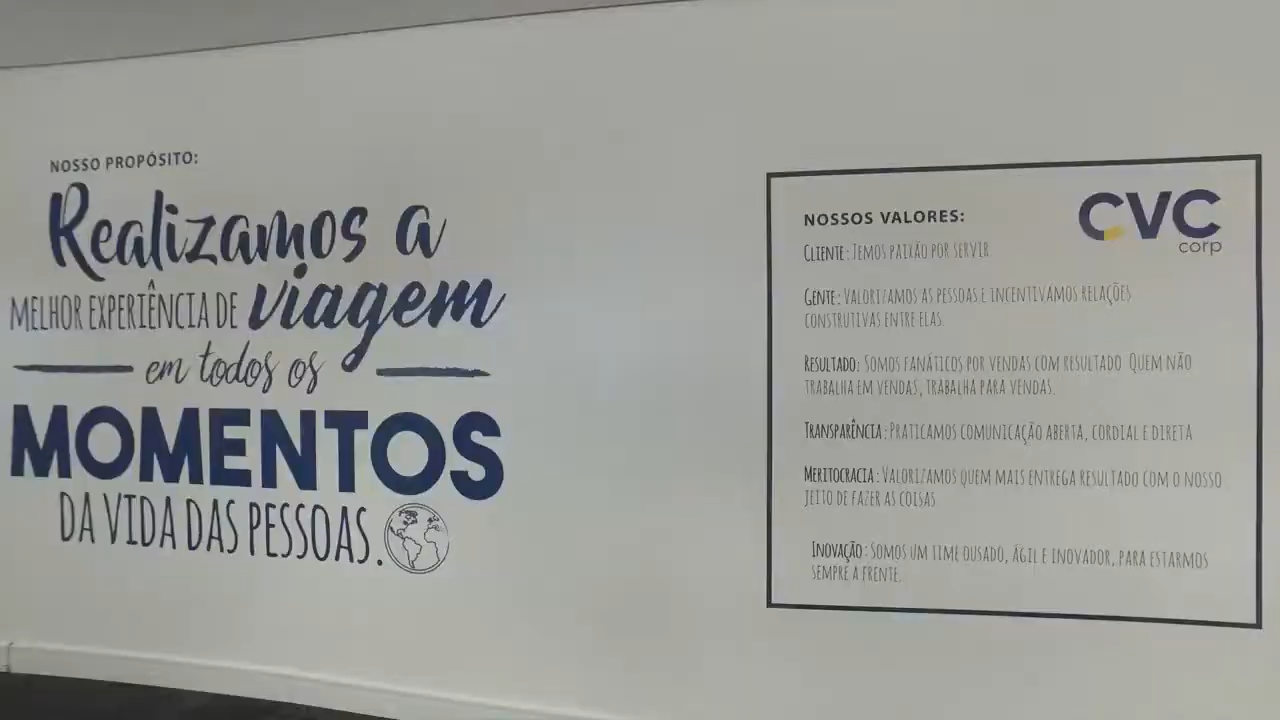 NOSSO PROPÓSITO:
Realizamos a
MELHOR EXPERIÊNCIA DE viagem
em todos os
MOMENTOS
DA VIDA DAS PESSOAS.
CVC
corp
NOSSOS VALORES:
CLIENTE: TEMOS PAIXÃO POR SERVIR
GENTE: VALORIZAMOS AS PESSOAS E INCENTIVAMOS RELAÇÕES
CONSTRUTIVAS ENTRE ELAS.
RESULTADO: SOMOS FANÁTICOS POR VENDAS COM RESULTADO. QUEM NÃO
TRABALHA EM VENDAS, TRABALHA PARA VENDAS.
TRANSPARÊNCIA: PRATICAMOS COMUNICAÇÃO ABERTA, CORDIAL E DIRETA
MERITOCRACIA: VALORIZAMOS QUEM MAIS ENTREGA RESULTADO COM O NOSSO
JEITO DE FAZER AS COISAS.
INOVAÇÃO: SOMOS UM TIME OUSADO, ÁGIL E INOVADOR, PARA ESTARMOS
SEMPRE A FRENTE.